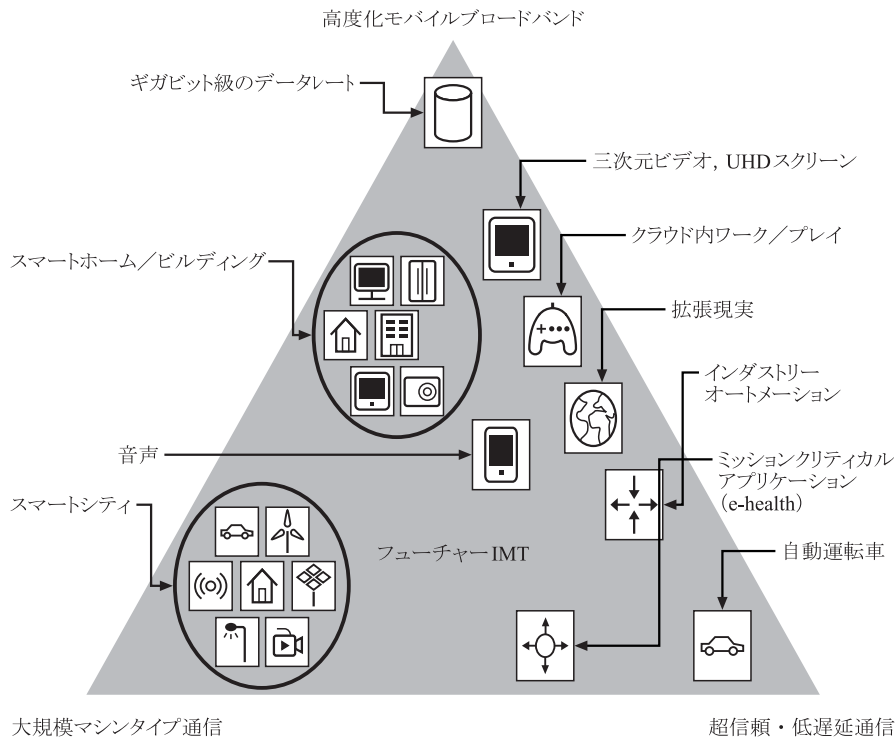 高度化モバイルブロードバンド
ギガビット級のデータレート
三次元ビデオ, UHDスクリーン
クラウド内ワーク／プレイ
スマートホーム／ビルディング
拡張現実
インダストリー
オートメーション
音声
ミッションクリティカル
アプリケーション
(e-health)
スマートシティ
フューチャーIMT
自動運転車
大規模マシンタイプ通信
超信頼・低遅延通信